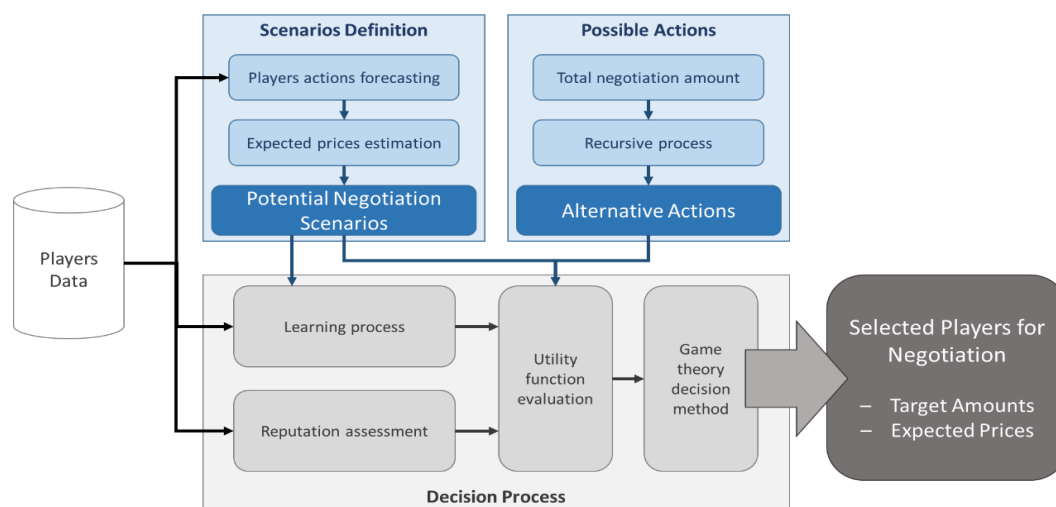 Scenarios Definition
Players actions forecasting
Expected prices estimation
Potential Negotiation
Scenarios
Possible Actions
Total negotiation amount
Recursive process
Alternative Actions
Players
Data
Learning process
Reputation assessment
Utility
function
evaluation
Game
theory
decision
method
Decision Process
Selected Players for
Negotiation
– Target Amounts
– Expected Prices